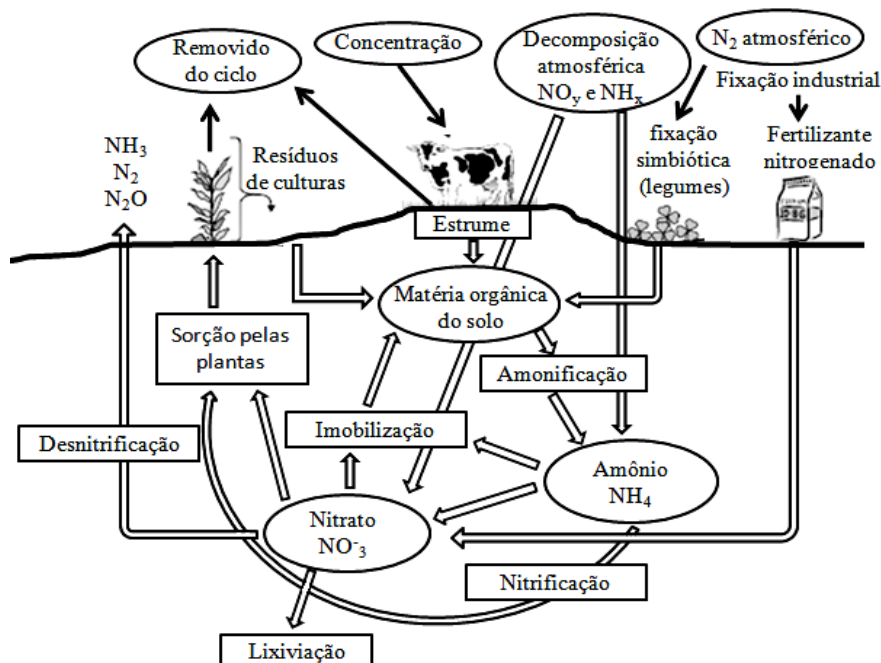 Removido
do ciclo
Concentração
Decomposição
atmosférica
NOy e NHx
N2 atmosférico
Fixação industrial
NH3
N2
N2O
Resíduos
de culturas
fixação
simbiótica
(legumes)
Fertilizante
nitrogenado
Estrume
Matéria orgânica
do solo
Sorção pelas
plantas
Amonificação
Desnitrificação
Imobilização
Amônio
NH4
Nitrato
NO-3
Nitrificação
Lixiviação